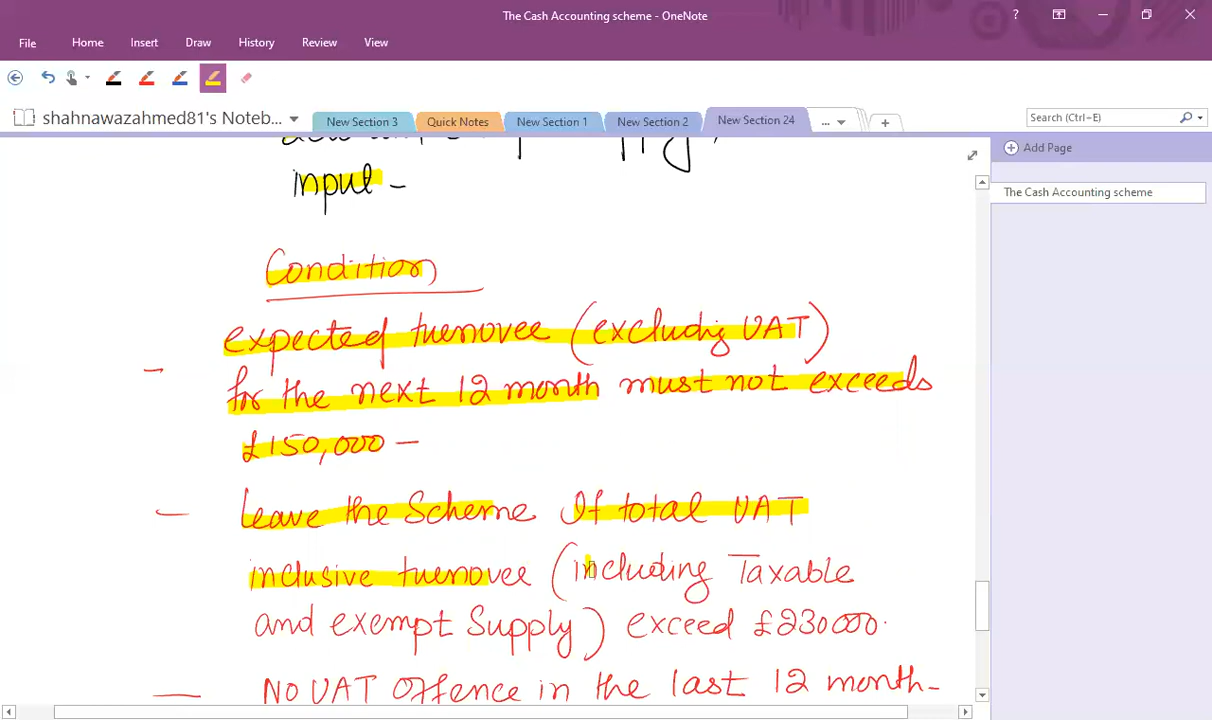 The Cash Accounting scheme - OneNote
?
File Home Insert Draw History Review View
shahnawazahmed81's Noteb... New Section 3 Quick Notes New Section 1 New Section 2 New Section 24 ... Search (Ctrl+E)
Add Page
The Cash Accounting scheme
input -
Condition
expected turnover (excluding VAT)
- for the next 12 month must not exceeds
£150,000 -
- Leave the Scheme If total VAT
inclusive turnover (including Taxable
and exempt Supply) exceed £230000.
- NO VAT Offence in the last 12 month-